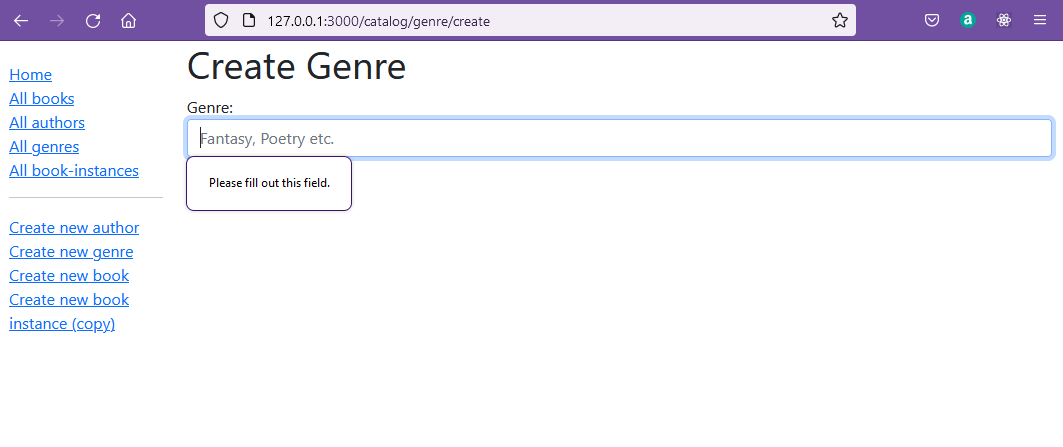 127.0.0.1:3000/catalog/genre/create
a
Home
All books
All authors
All genres
All book-instances
Create new author
Create new genre
Create new book
Create new book
instance (copy)
Create Genre
Genre:
Fantasy, Poetry etc.
Please fill out this field.